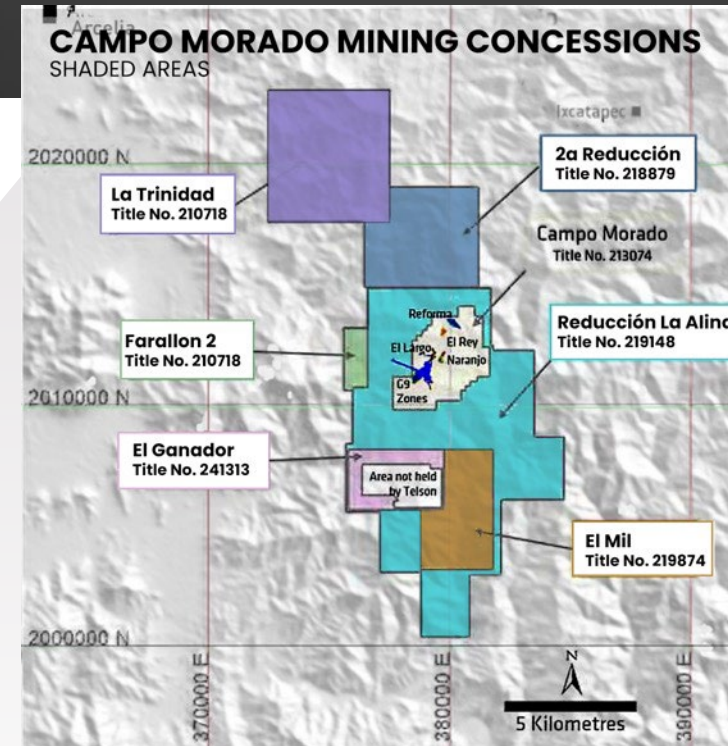 Arcelia
CAMPO MORADO MINING CONCESSIONS
SHADED AREAS
Ixcatapec
2020000 N
2a Reducción
Title No. 218879
La Trinidad
Title No. 210718
Campo Morado
Title No. 213074
Reforma
Reducción La Alina
Title No. 219148
Farallon 2
Title No. 210718
El Largo
El Rey
Naranjo
G9
Zones
2010000 N
El Ganador
Title No. 241313
Area not held
by Telson
El Mil
Title No. 219874
2000000 N
370000 E
380000 E
390000 E
N
5 Kilometres